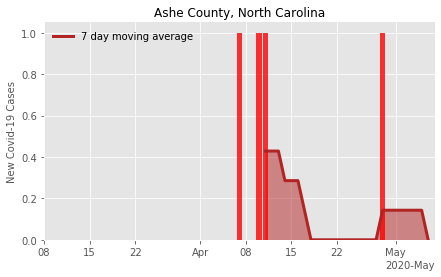 Ashe County, North Carolina
7 day moving average
New Covid-19 Cases
1.0
0.8
0.6
0.4
0.2
0.0
08 15 22 Apr 08 15 22 May
2020-May